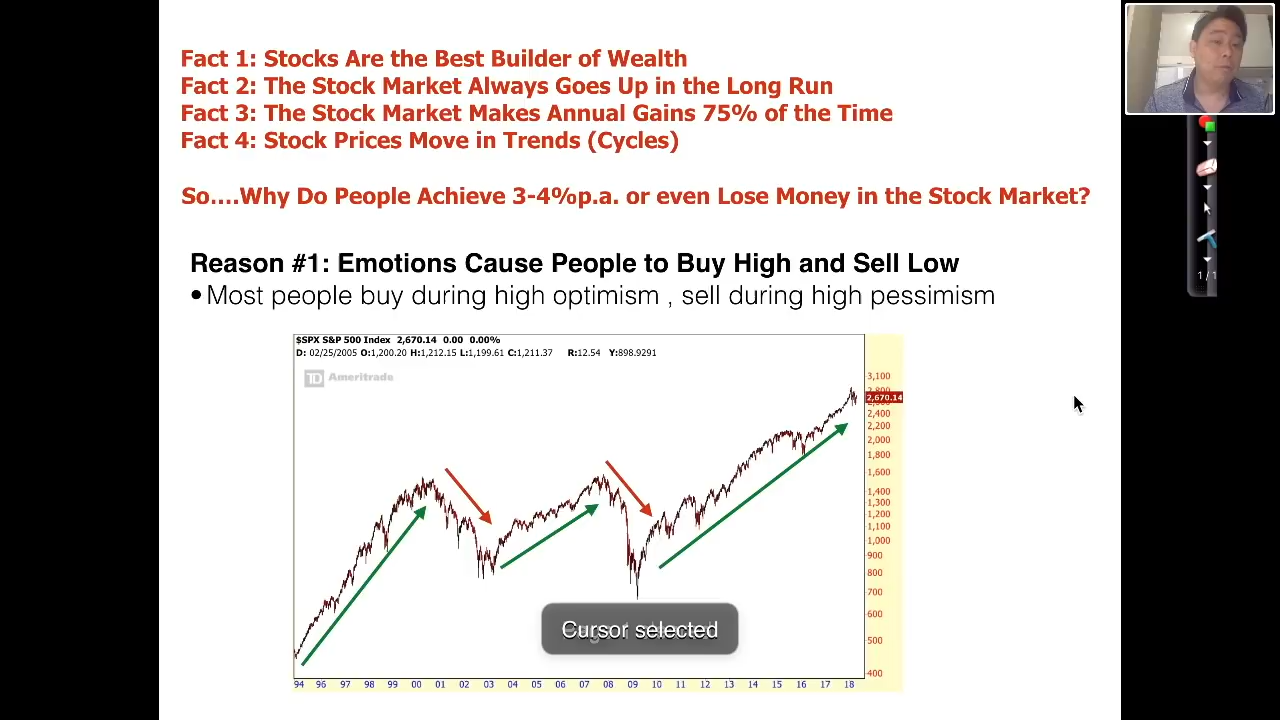 Fact 1: Stocks Are the Best Builder of Wealth
Fact 2: The Stock Market Always Goes Up in the Long Run
Fact 3: The Stock Market Makes Annual Gains 75% of the Time
Fact 4: Stock Prices Move in Trends (Cycles)
So....Why Do People Achieve 3-4%p.a. or even Lose Money in the Stock Market?
Reason #1: Emotions Cause People to Buy High and Sell Low
•Most people buy during high optimism , sell during high pessimism
$SPX S&P 500 Index 2,670.14 0.00 0.00%
D: 02/25/2005 O:1,200.20 H:1,212.15 L:1,199.61 C:1,211.37 R:12.54 Y:898.9291
TD Ameritrade
3,100
2,800
2,670.14
2,400
2,200
2,000
1,800
1,600
1,400
1,300
1,200
1,100
1,000
900
800
700
600
500
400
Cursor selected
94 96 97 98 99 00 01 02 03 04 05 06 07 08 09 10 11 12 13 14 15 16 17 18
1 / 1